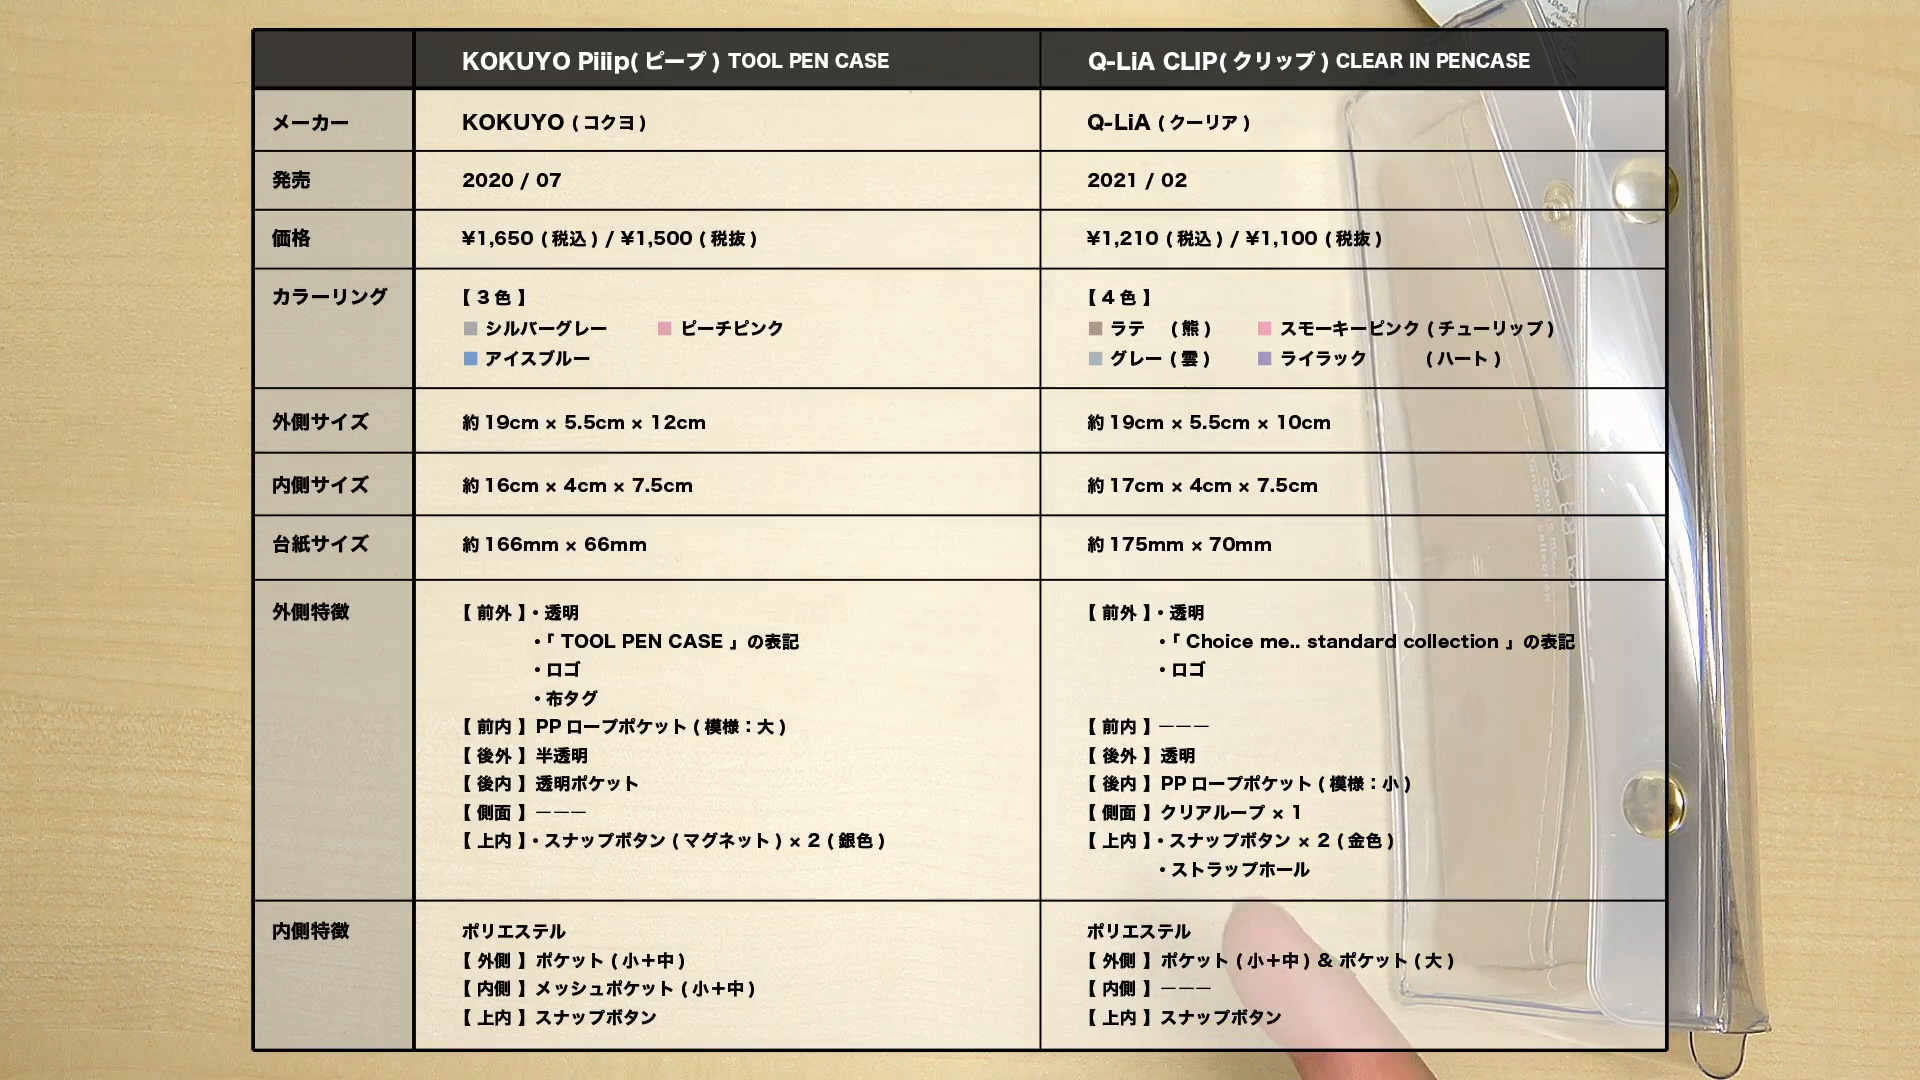 KOKUYO Piiip( ピープ ) TOOL PEN CASE
Q-LiA CLIP( クリップ ) CLEAR IN PENCASE
メーカー
KOKUYO ( コクヨ )
Q-LiA ( クーリア )
発売
2020 / 07
2021 / 02
価格
¥1,650 ( 税込 ) / ¥1,500 ( 税抜 )
¥1,210 ( 税込 ) / ¥1,100 ( 税抜 )
カラーリング
【 3 色 】
シルバーグレー ピーチピンク
アイスブルー
【 4 色 】
ラテ ( 熊 ) スモーキーピンク ( チューリップ )
グレー ( 雲 ) ライラック ( ハート )
外側サイズ
約 19cm × 5.5cm × 12cm
約 19cm × 5.5cm × 10cm
内側サイズ
約 16cm × 4cm × 7.5cm
約 17cm × 4cm × 7.5cm
台紙サイズ
約 166mm × 66mm
約 175mm × 70mm
外側特徴
【 前外 】・透明
・「 TOOL PEN CASE 」の表記
・ロゴ
・布タグ
【 前内 】PP ロープポケット ( 模様：大 )
【 後外 】半透明
【 後内 】透明ポケット
【 側面 】―――
【 上内 】・スナップボタン ( マグネット ) × 2 ( 銀色 )
【 前外 】・透明
・「 Choice me.. standard collection 」の表記
・ロゴ
【 前内 】―――
【 後外 】透明
【 後内 】PP ロープポケット ( 模様：小 )
【 側面 】クリアループ × 1
【 上内 】・スナップボタン × 2 ( 金色 )
・ストラップホール
内側特徴
ポリエステル
【 外側 】ポケット ( 小＋中 )
【 内側 】メッシュポケット ( 小＋中 )
【 上内 】スナップボタン
ポリエステル
【 外側 】ポケット ( 小＋中 ) & ポケット ( 大 )
【 内側 】―――
【 上内 】スナップボタン